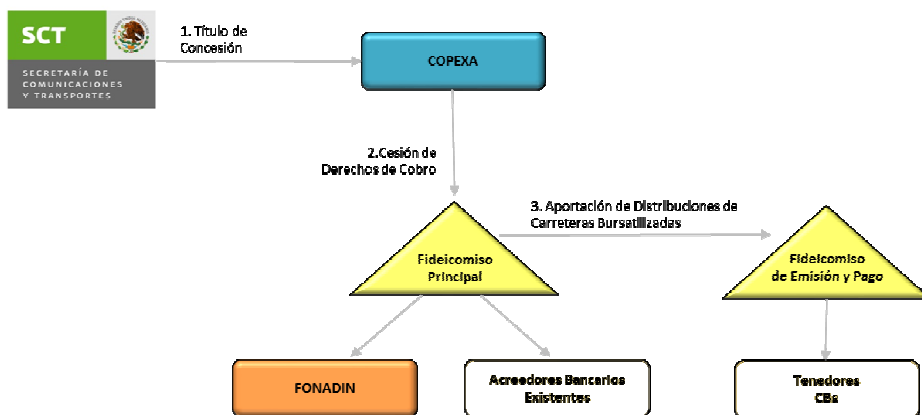 SCT
SECRETARÍA DE
COMUNICACIONES
Y TRANSPORTES
1. Título de
Concesión
COPEXA
2.Cesión de
Derechos de Cobro
3. Aportación de Distribuciones de
Carreteras Bursatilizadas
Fideicomiso
Principal
Fideicomiso
de Emisión y Pago
FONADIN
Acreedores Bancarios
Existentes
Tenedores
CBs